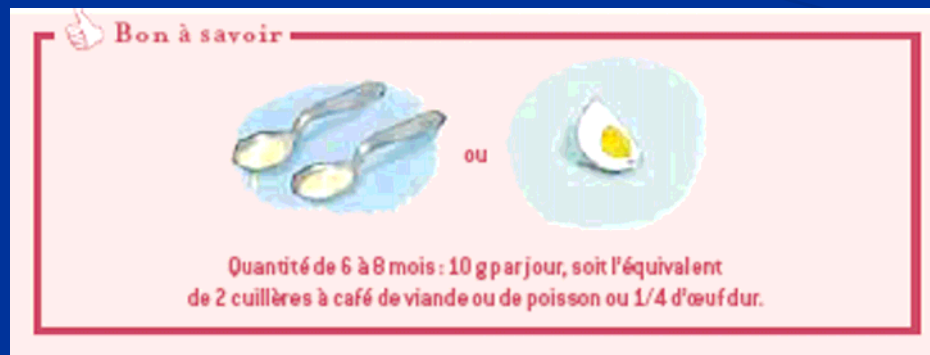 Bon à savoir
ou
Quantité de 6 à 8 mois : 10 g par jour, soit l'équivalent
de 2 cuillères à café de viande ou de poisson ou 1/4 d'œuf dur.